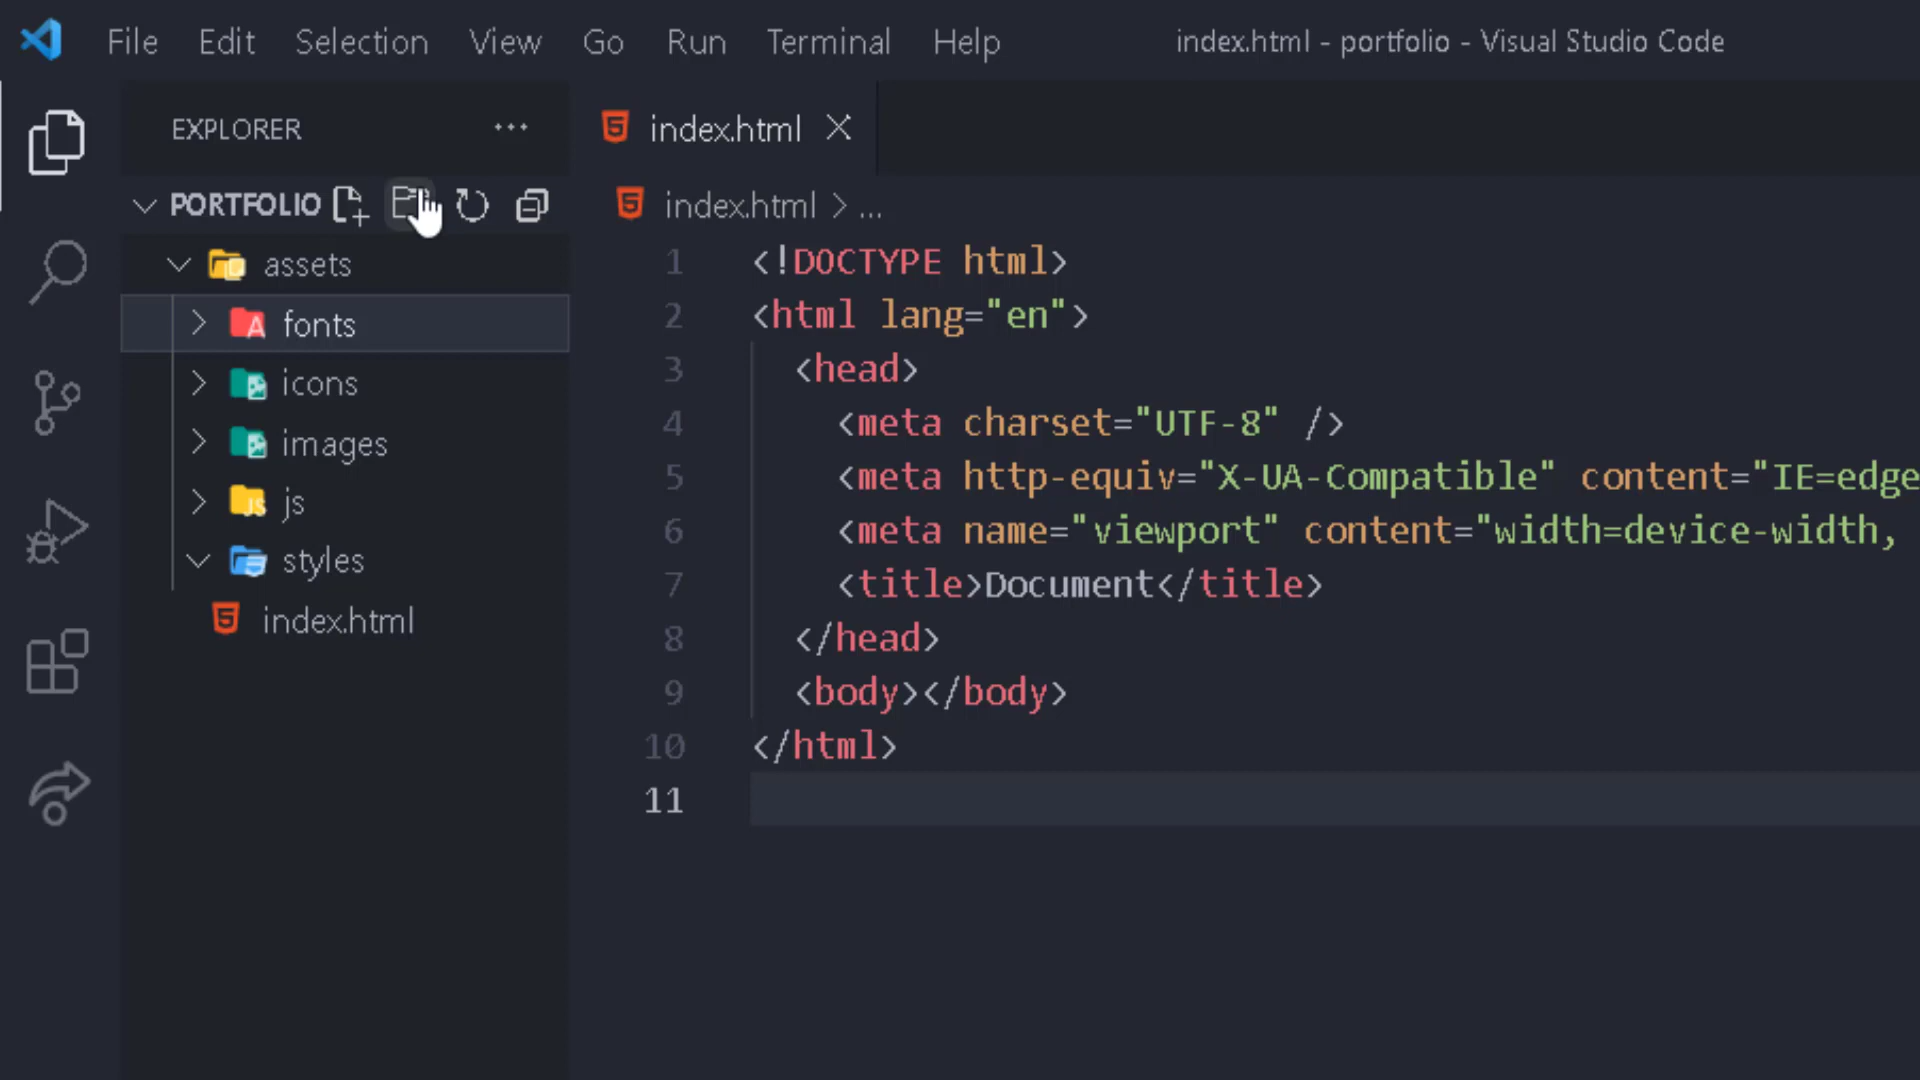 File Edit Selection View Go Run Terminal Help index.html - portfolio - Visual Studio Code
EXPLORER ···
index.html
PORTFOLIO
index.html > ...
assets
fonts
icons
images
js
styles
index.html
1 <!DOCTYPE html>
2 <html lang="en">
3 <head>
4 <meta charset="UTF-8" />
5 <meta http-equiv="X-UA-Compatible" content="IE=edge
6 <meta name="viewport" content="width=device-width,
7 <title>Document</title>
8 </head>
9 <body></body>
10 </html>
11